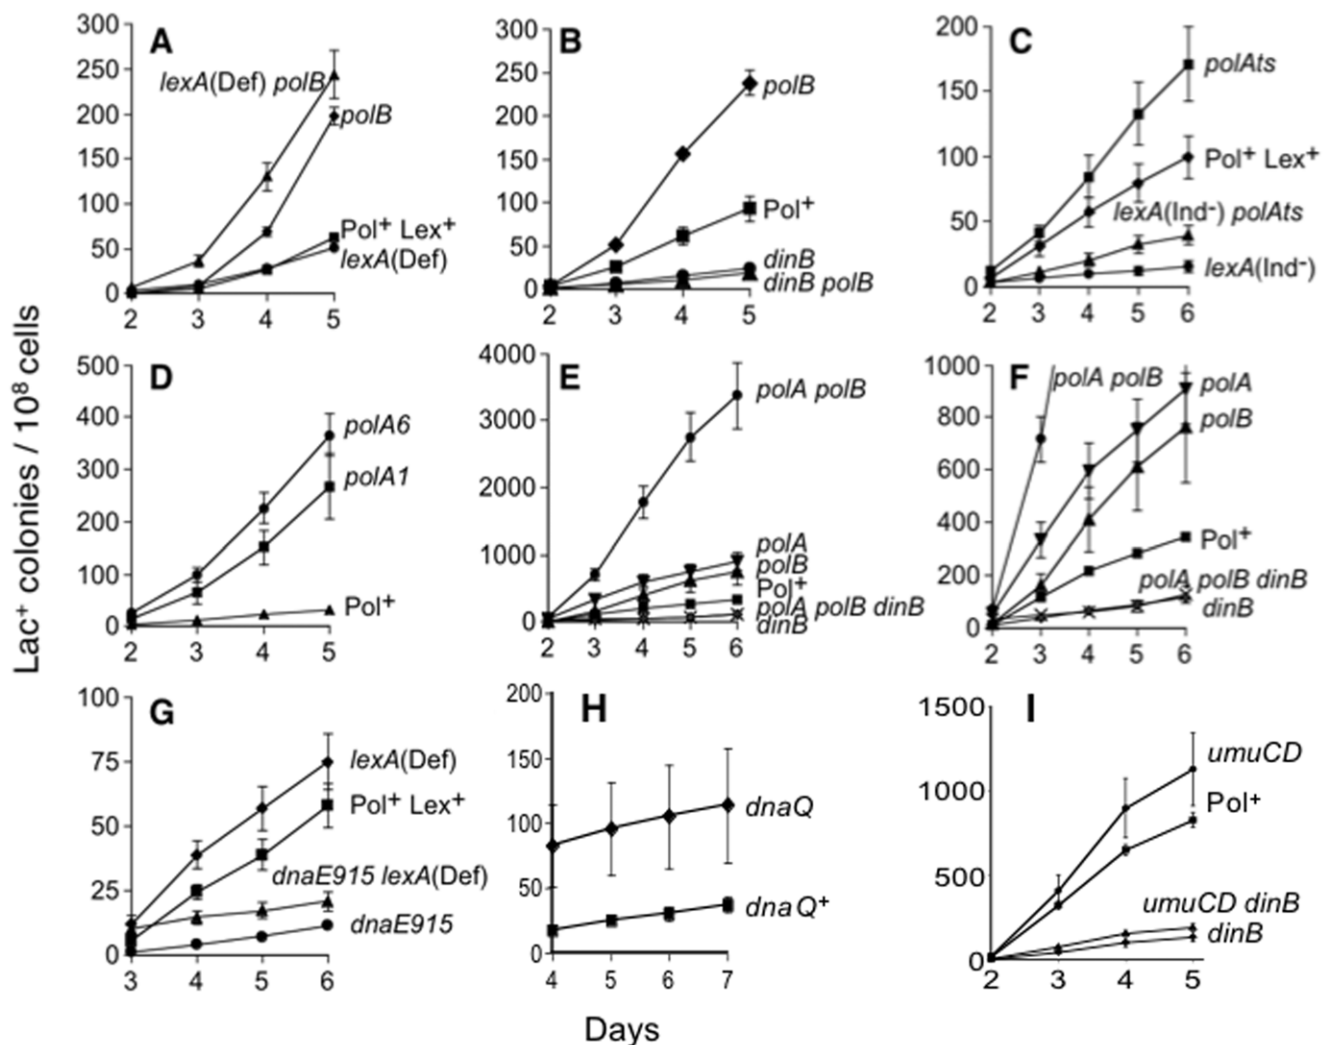 Lac⁺ colonies / 10⁸ cells
A
300
250
200
150
100
50
0
2 3 4 5
lexA(Def) polB
polB
Pol⁺ Lex⁺
lexA(Def)
B
300
250
200
150
100
50
0
2 3 4 5
polB
Pol⁺
dinB
dinB polB
C
200
150
100
50
0
2 3 4 5 6
polAts
Pol⁺ Lex⁺
lexA(Ind⁻) polAts
lexA(Ind⁻)
D
500
400
300
200
100
0
2 3 4 5
polA6
polA1
Pol⁺
E
4000
3000
2000
1000
0
2 3 4 5 6
polA polB
polA
polB
Pol⁺
polA polB dinB
dinB
F
1000
800
600
400
200
0
2 3 4 5 6
polA polB
polA
polB
Pol⁺
polA polB dinB
dinB
G
100
75
50
25
0
3 4 5 6
lexA(Def)
Pol⁺ Lex⁺
dnaE915 lexA(Def)
dnaE915
H
200
150
100
50
0
4 5 6 7
dnaQ
dnaQ⁺
I
1500
1000
500
0
2 3 4 5
umuCD
Pol⁺
umuCD dinB
dinB
Days